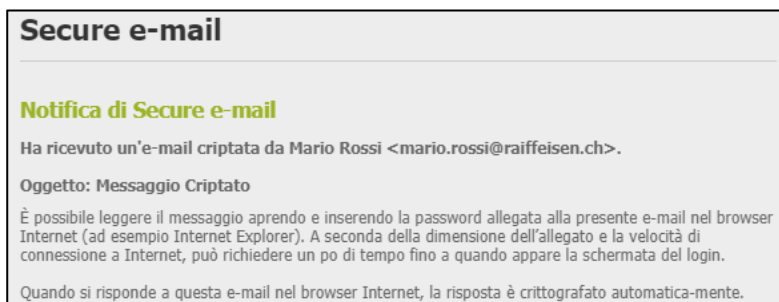 Secure e-mail
Notifica di Secure e-mail
Ha ricevuto un'e-mail criptata da Mario Rossi <mario.rossi@raiffeisen.ch>.
Oggetto: Messaggio Criptato
È possibile leggere il messaggio aprendo e inserendo la password allegata alla presente e-mail nel browser
Internet (ad esempio Internet Explorer). A seconda della dimensione dell'allegato e la velocità di
connessione a Internet, può richiedere un po di tempo fino a quando appare la schermata del login.
Quando si risponde a questa e-mail nel browser Internet, la risposta è crittografato automatica-mente.